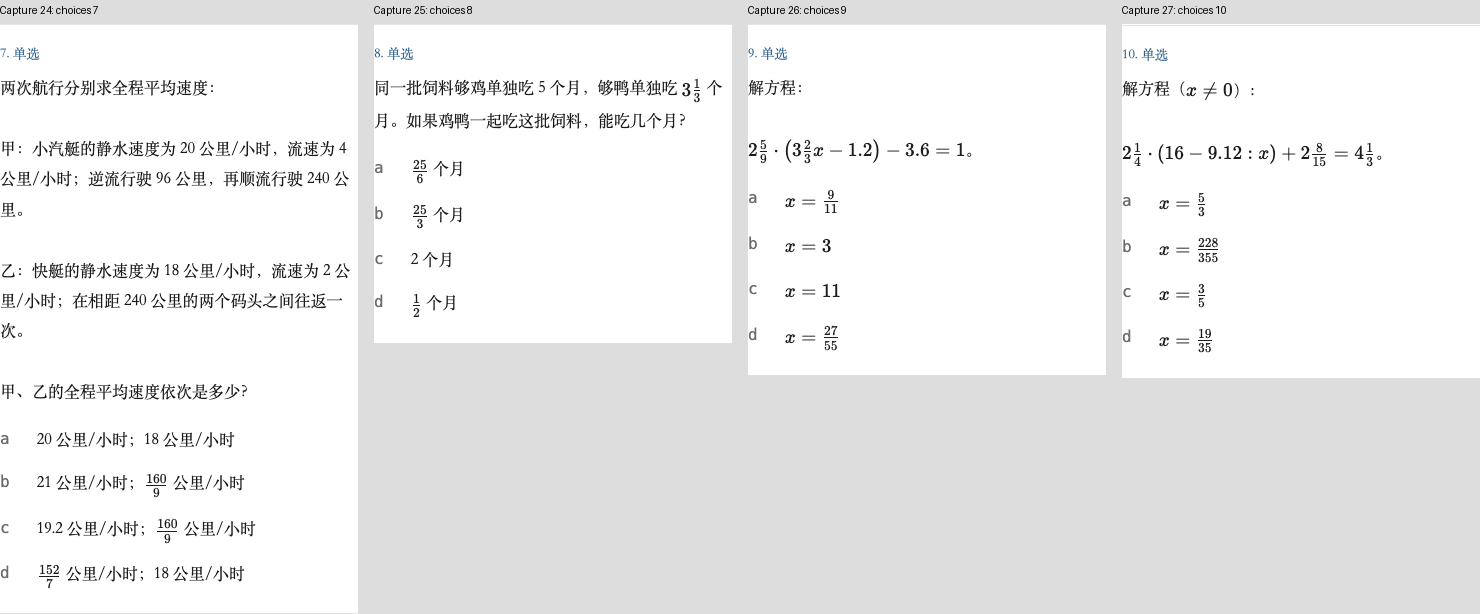 Capture 24: choices7
7. 单选
两次航行分别求全程平均速度：
甲：小汽艇的静水速度为 20 公里/小时，流速为 4
公里/小时；逆流行驶 96 公里，再顺流行驶 240 公
里。
乙：快艇的静水速度为 18 公里/小时，流速为 2 公
里/小时；在相距 240 公里的两个码头之间往返一
次。
甲、乙的全程平均速度依次是多少？
a 20 公里/小时；18 公里/小时
b 21 公里/小时；160/9 公里/小时
c 19.2 公里/小时；160/9 公里/小时
d 152/7 公里/小时；18 公里/小时
Capture 25: choices8
8. 单选
同一批饲料够鸡单独吃 5 个月，够鸭单独吃 3 1/3 个
月。如果鸡鸭一起吃这批饲料，能吃几个月？
a 25/6 个月
b 25/3 个月
c 2 个月
d 1/2 个月
Capture 26: choices9
9. 单选
解方程：
2 5/9 · (3 2/3 x − 1.2) − 3.6 = 1。
a x = 9/11
b x = 3
c x = 11
d x = 27/55
Capture 27: choices10
10. 单选
解方程（x ≠ 0）：
2 1/4 · (16 − 9.12 : x) + 2 8/15 = 4 1/3。
a x = 5/3
b x = 228/355
c x = 3/5
d x = 19/35